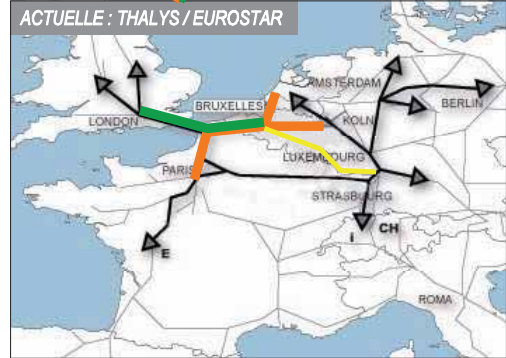 ACTUELLE : THALYS / EUROSTAR
AMSTERDAM
BERLIN
BRUXELLES
LONDON
KOLN
LUXEMBOURG
PARIS
STRASBOURG
E
i
CH
ROMA